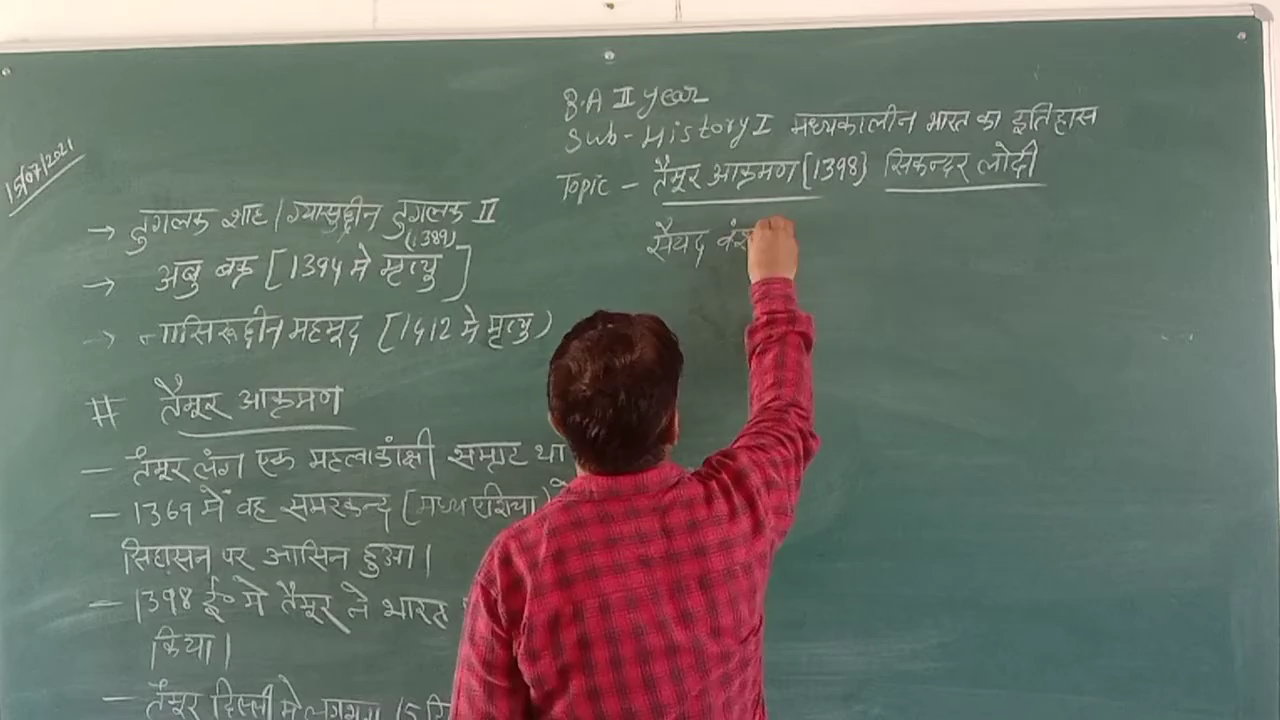 15/07/2021
B.A II year
Sub- History I मध्यकालीन भारत का इतिहास
Topic - तैमूर आक्रमण [1398] सिकन्दर लोदी
सैयद वंश
→ तुगलक शाह / ग्यासुद्दीन तुगलक II
(1389)
→ अबु बक्र [1394 मे मृत्यु]
→ नासिरूद्दीन महमूद [1412 मे मृत्यु)
# तैमूर आक्रमण
- तैमूर लंग एक महत्वाकांक्षी सम्राट था
- 1369 में वह समरकन्द (मध्य एशिया) के
सिहासन पर आसिन हुआ।
- 1398 ई० मे तैमूर ने भारत
किया।
- तैमूर दिल्ली मे लगभग 15 दि